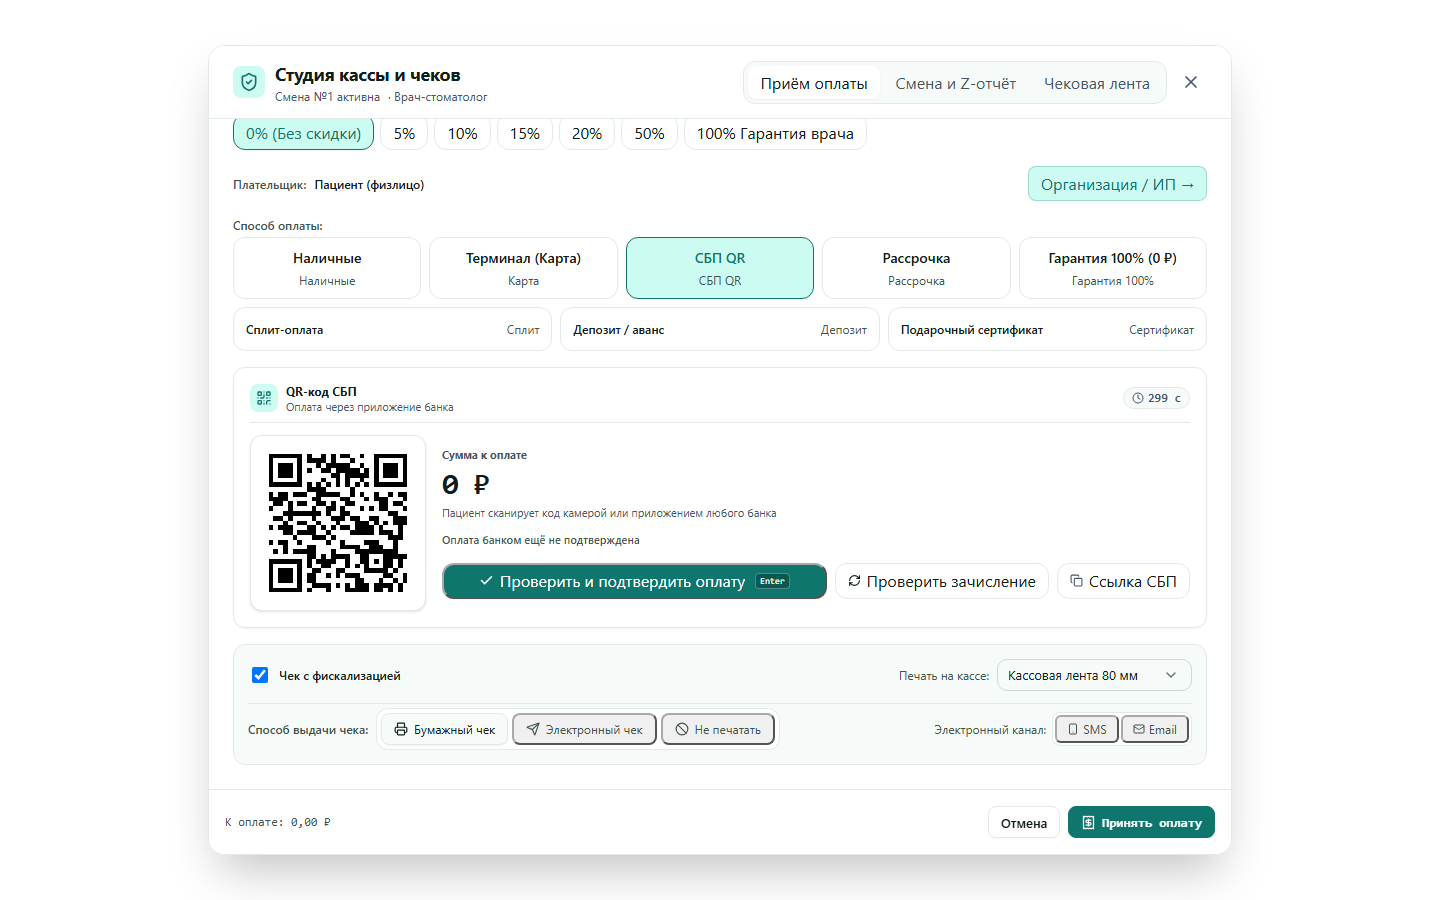 Студия кассы и чеков
Смена №1 активна · Врач-стоматолог
Приём оплаты
Смена и Z-отчёт
Чековая лента
0% (Без скидки)
5%
10%
15%
20%
50%
100% Гарантия врача
Плательщик: Пациент (физлицо)
Организация / ИП →
Способ оплаты:
Наличные
Наличные
Терминал (Карта)
Карта
СБП QR
СБП QR
Рассрочка
Рассрочка
Гарантия 100% (0 ₽)
Гарантия 100%
Сплит-оплата
Сплит
Депозит / аванс
Депозит
Подарочный сертификат
Сертификат
QR-код СБП
Оплата через приложение банка
299 с
Сумма к оплате
0 ₽
Пациент сканирует код камерой или приложением любого банка
Оплата банком ещё не подтверждена
Проверить и подтвердить оплату Enter
Проверить зачисление
Ссылка СБП
Чек с фискализацией
Печать на кассе:
Кассовая лента 80 мм
Способ выдачи чека:
Бумажный чек
Электронный чек
Не печатать
Электронный канал:
SMS
Email
К оплате: 0,00 ₽
Отмена
Принять оплату